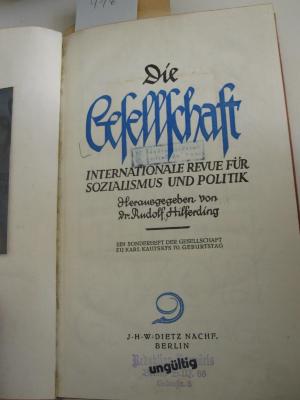 Die
Gesellschaft
INTERNATIONALE REVUE FÜR
SOZIALISMUS UND POLITIK
Herausgegeben von
Dr. Rudolf Hilferding
EIN SONDERHEFT DER GESELLSCHAFT
ZU KARL KAUTSKYS 70. GEBURTSTAG
J·H·W·DIETZ NACHF.
BERLIN
ungültig